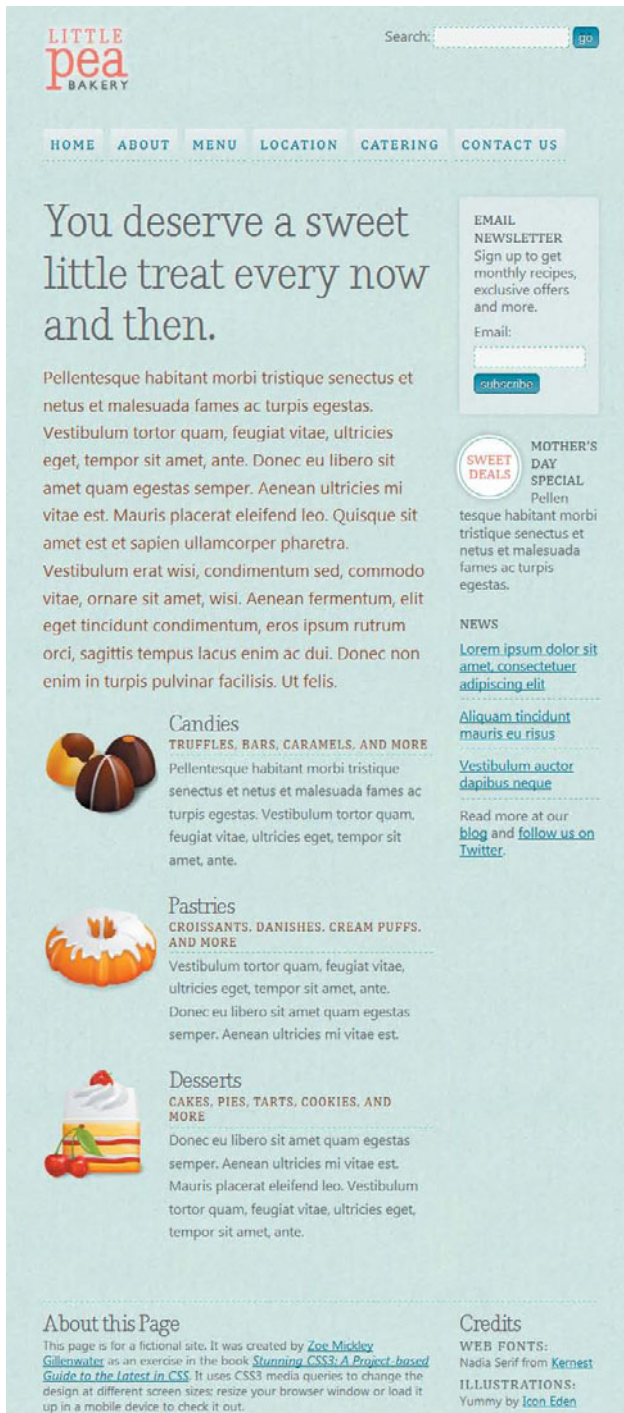 LITTLE
pea
BAKERY
Search:
go
HOME ABOUT MENU LOCATION CATERING CONTACT US
You deserve a sweet
little treat every now
and then.
Pellentesque habitant morbi tristique senectus et
netus et malesuada fames ac turpis egestas.
Vestibulum tortor quam, feugiat vitae, ultricies
eget, tempor sit amet, ante. Donec eu libero sit
amet quam egestas semper. Aenean ultricies mi
vitae est. Mauris placerat eleifend leo. Quisque sit
amet est et sapien ullamcorper pharetra.
Vestibulum erat wisi, condimentum sed, commodo
vitae, ornare sit amet, wisi. Aenean fermentum, elit
eget tincidunt condimentum, eros ipsum rutrum
orci, sagittis tempus lacus enim ac dui. Donec non
enim in turpis pulvinar facilisis. Ut felis.
Candies
TRUFFLES, BARS, CARAMELS, AND MORE
Pellentesque habitant morbi tristique
senectus et netus et malesuada fames ac
turpis egestas. Vestibulum tortor quam,
feugiat vitae, ultricies eget, tempor sit
amet, ante.
Pastries
CROISSANTS, DANISHES, CREAM PUFFS,
AND MORE
Vestibulum tortor quam, feugiat vitae,
ultricies eget, tempor sit amet, ante.
Donec eu libero sit amet quam egestas
semper. Aenean ultricies mi vitae est.
Desserts
CAKES, PIES, TARTS, COOKIES, AND
MORE
Donec eu libero sit amet quam egestas
semper. Aenean ultricies mi vitae est.
Mauris placerat eleifend leo. Vestibulum
tortor quam, feugiat vitae, ultricies eget,
tempor sit amet, ante.
EMAIL
NEWSLETTER
Sign up to get
monthly recipes,
exclusive offers
and more.
Email:
subscribe
SWEET
DEALS
MOTHER'S
DAY
SPECIAL
Pellen
tesque habitant morbi
tristique senectus et
netus et malesuada
fames ac turpis
egestas.
NEWS
Lorem ipsum dolor sit
amet, consectetuer
adipiscing elit
Aliquam tincidunt
mauris eu risus
Vestibulum auctor
dapibus neque
Read more at our
blog and follow us on
Twitter.
About this Page
This page is for a fictional site. It was created by Zoe Mickley
Gillenwater as an exercise in the book Stunning CSS3: A Project-based
Guide to the Latest in CSS. It uses CSS3 media queries to change the
design at different screen sizes; resize your browser window or load it
up in a mobile device to check it out.
Credits
WEB FONTS:
Nadia Serif from Kernest
ILLUSTRATIONS:
Yummy by Icon Eden